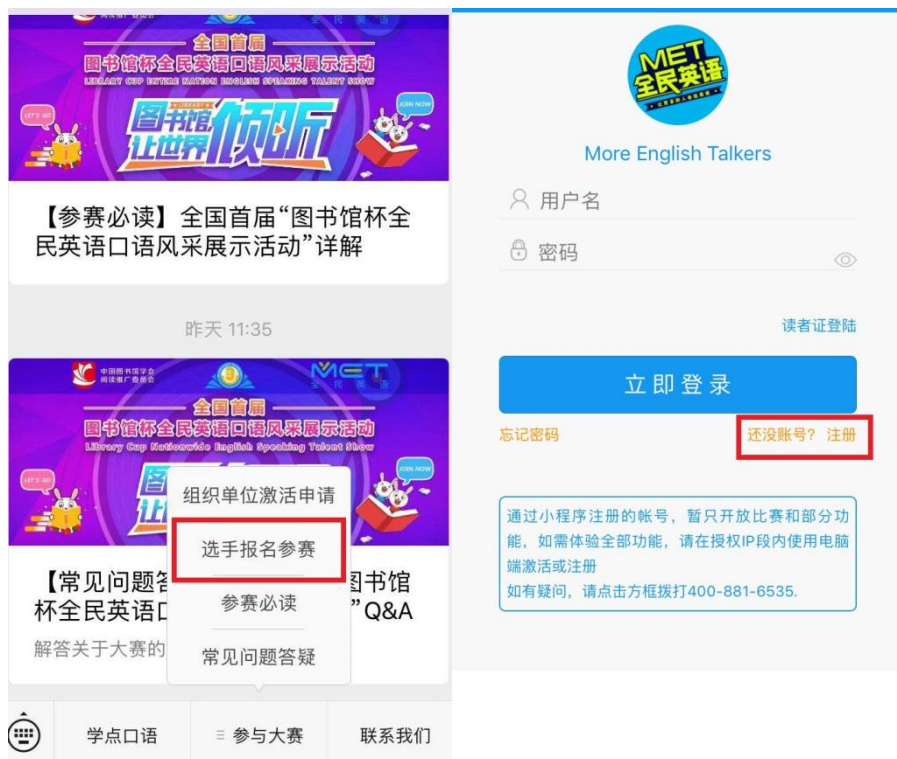 全国首届
图书馆杯全民英语口语风采展示活动
LIBRARY CUP ENTIRE NATION ENGLISH SPEAKING TALENT SHOW
LET'S GO
JOIN NOW
图书馆
让世界
倾听
【参赛必读】全国首届“图书馆杯全
民英语口语风采展示活动”详解
昨天 11:35
中国图书馆学会
阅读推广委员会
MET
全民英语
全国首届
图书馆杯全民英语口语风采展示活动
Library Cup Nationwide English Speaking Talent Show
LET'S GO
JOIN NOW
组织单位激活申请
选手报名参赛
参赛必读
常见问题答疑
【常见问题答
图书馆
杯全民英语口
”Q&A
解答关于大赛的
学点口语
参与大赛
联系我们
MET
全民英语
More English Talkers
用户名
密码
读者证登陆
立即登录
忘记密码
还没账号? 注册
通过小程序注册的帐号，暂只开放比赛和部分功
能，如需体验全部功能，请在授权IP段内使用电脑
端激活或注册
如有疑问，请点击方框拨打400-881-6535.